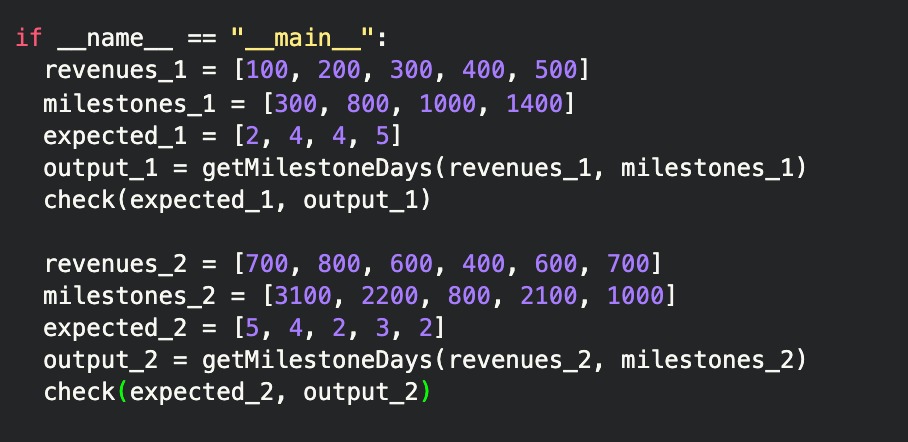 if __name__ == "__main__":
  revenues_1 = [100, 200, 300, 400, 500]
  milestones_1 = [300, 800, 1000, 1400]
  expected_1 = [2, 4, 4, 5]
  output_1 = getMilestoneDays(revenues_1, milestones_1)
  check(expected_1, output_1)

  revenues_2 = [700, 800, 600, 400, 600, 700]
  milestones_2 = [3100, 2200, 800, 2100, 1000]
  expected_2 = [5, 4, 2, 3, 2]
  output_2 = getMilestoneDays(revenues_2, milestones_2)
  check(expected_2, output_2)